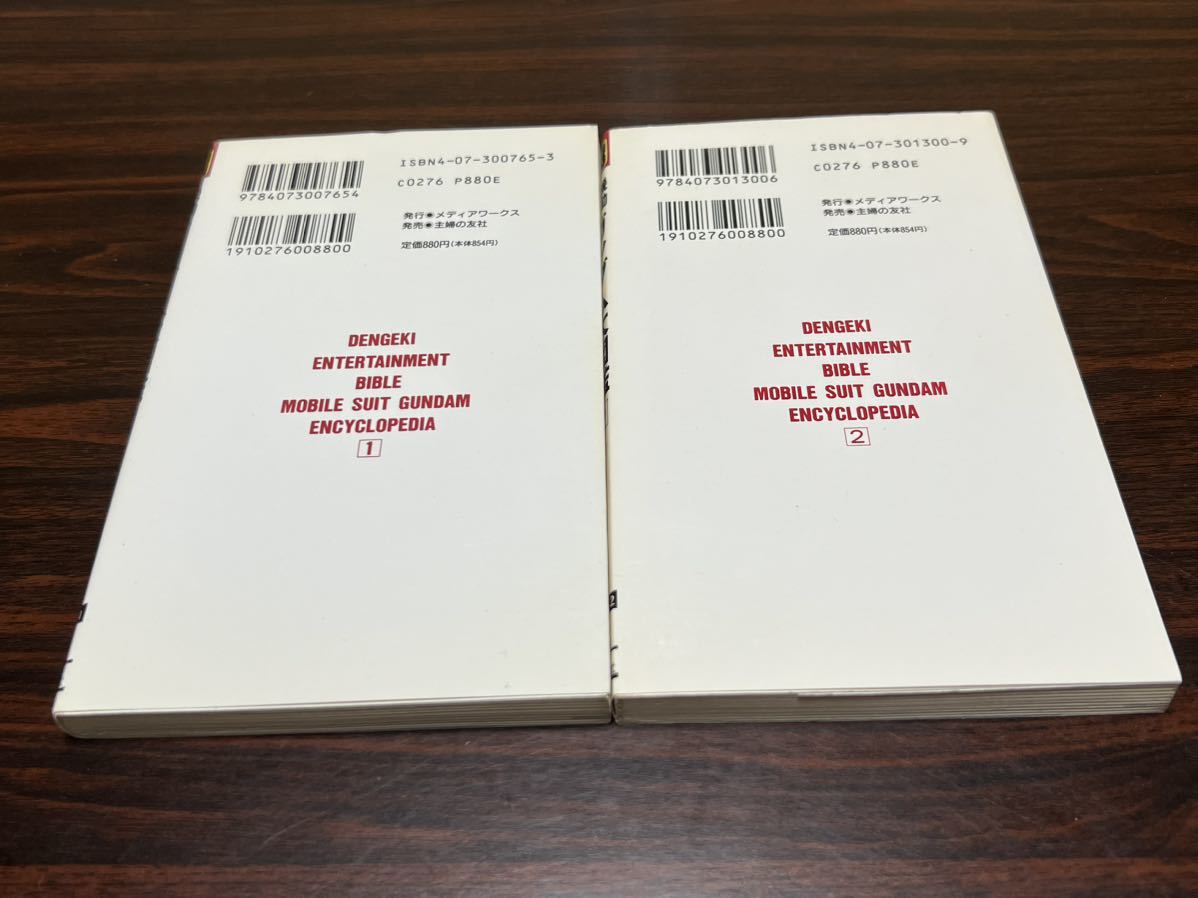 9784073007654
ISBN4-07-300765-3
C0276 P880E
1910276008800
発行●メディアワークス
発売●主婦の友社
定価880円(本体854円)
DENGEKI
ENTERTAINMENT
BIBLE
MOBILE SUIT GUNDAM
ENCYCLOPEDIA
1
9784073013006
ISBN4-07-301300-9
C0276 P880E
1910276008800
発行●メディアワークス
発売●主婦の友社
定価880円(本体854円)
DENGEKI
ENTERTAINMENT
BIBLE
MOBILE SUIT GUNDAM
ENCYCLOPEDIA
2
2